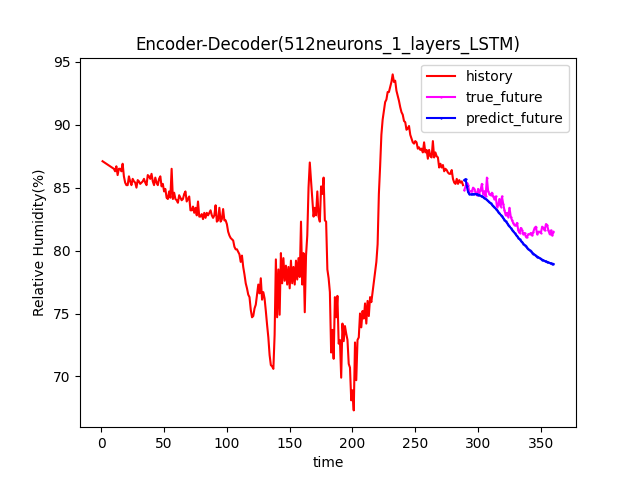 Encoder-Decoder(512neurons_1_layers_LSTM)
history
true_future
predict_future
Relative Humidity(%)
95
90
85
80
75
70
0
50
100
150
200
250
300
350
time